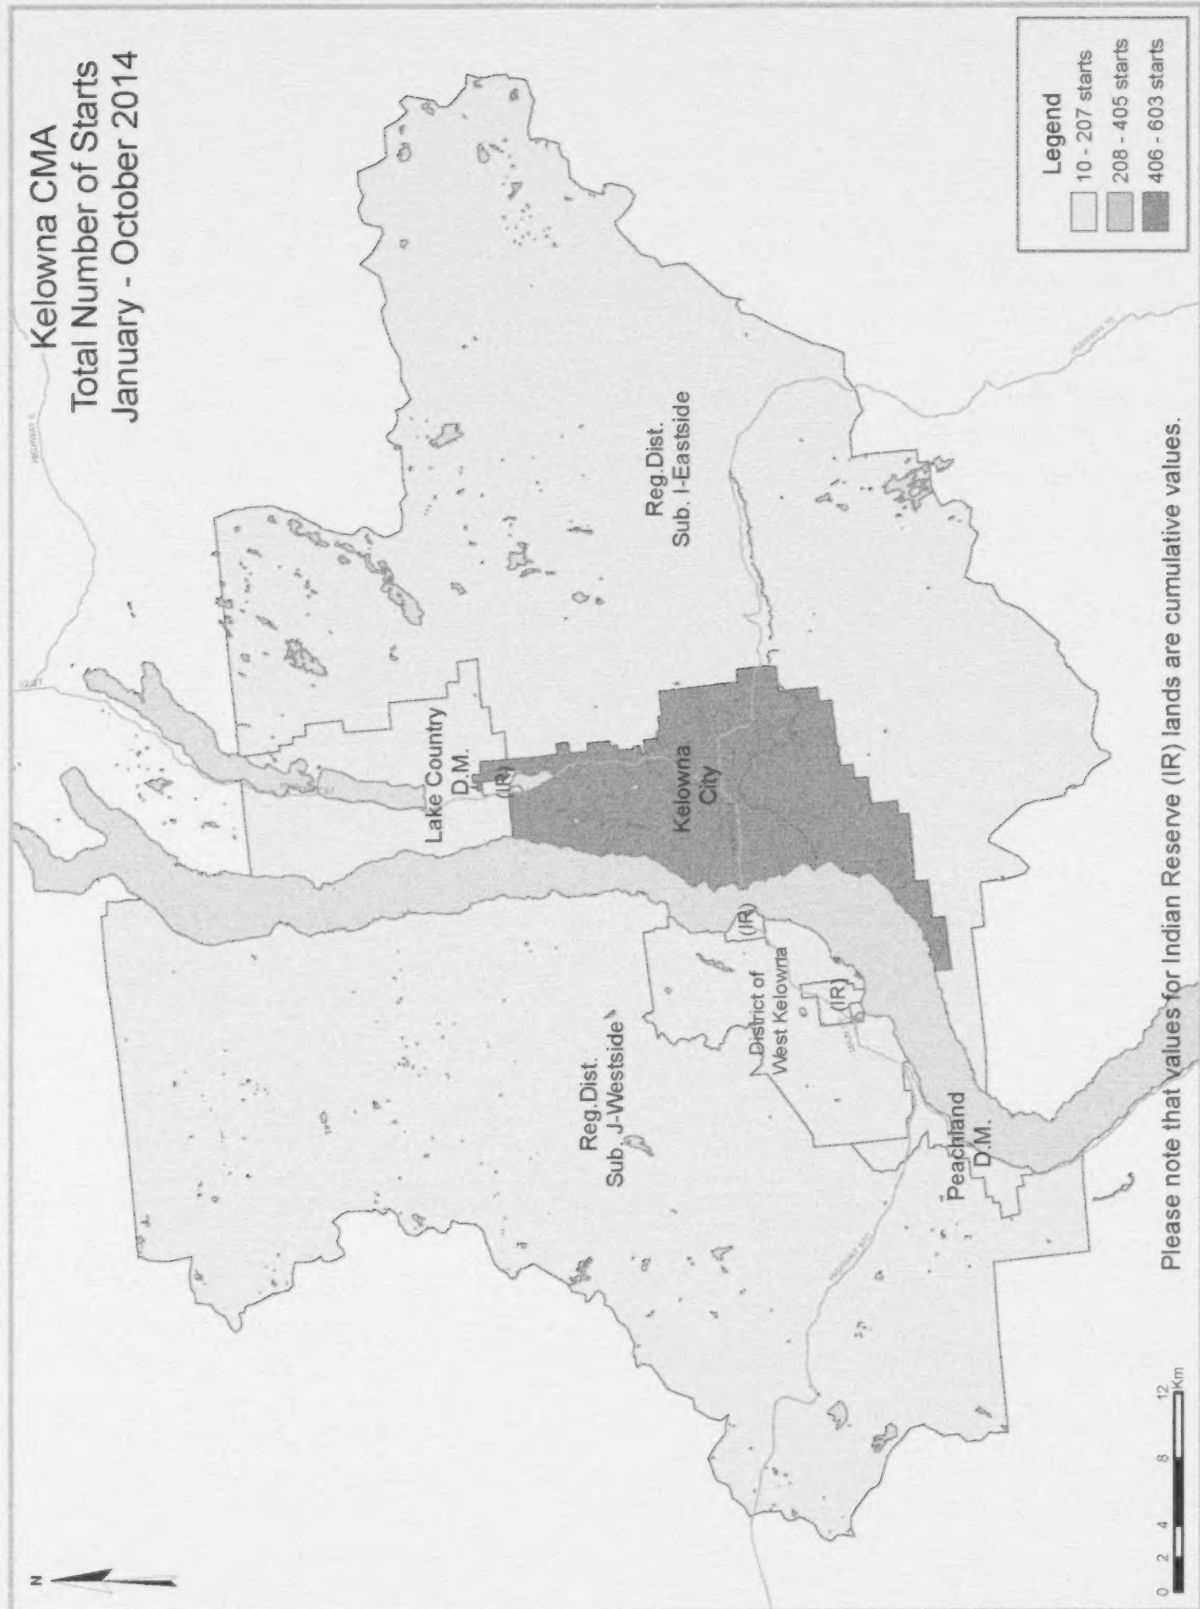 Kelowna CMA
Total Number of Starts
January - October 2014
N
Lake Country
D.M.
(IR)
Kelowna
City
Reg.Dist.
Sub. I-Eastside
Reg.Dist.
Sub. J-Westside
(IR)
District of
West Kelowna
(IR)
Peachland
D.M.
Legend
10 - 207 starts
208 - 405 starts
406 - 603 starts
0 2 4 8 12
Km
Please note that values for Indian Reserve (IR) lands are cumulative values.